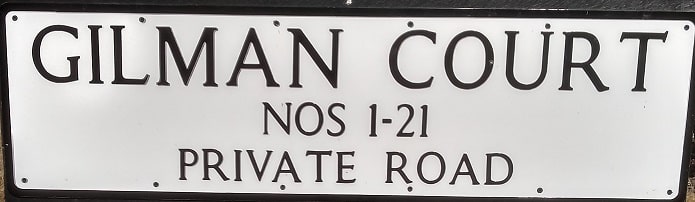 GILMAN COURT
NOS 1-21
PRIVATE ROAD